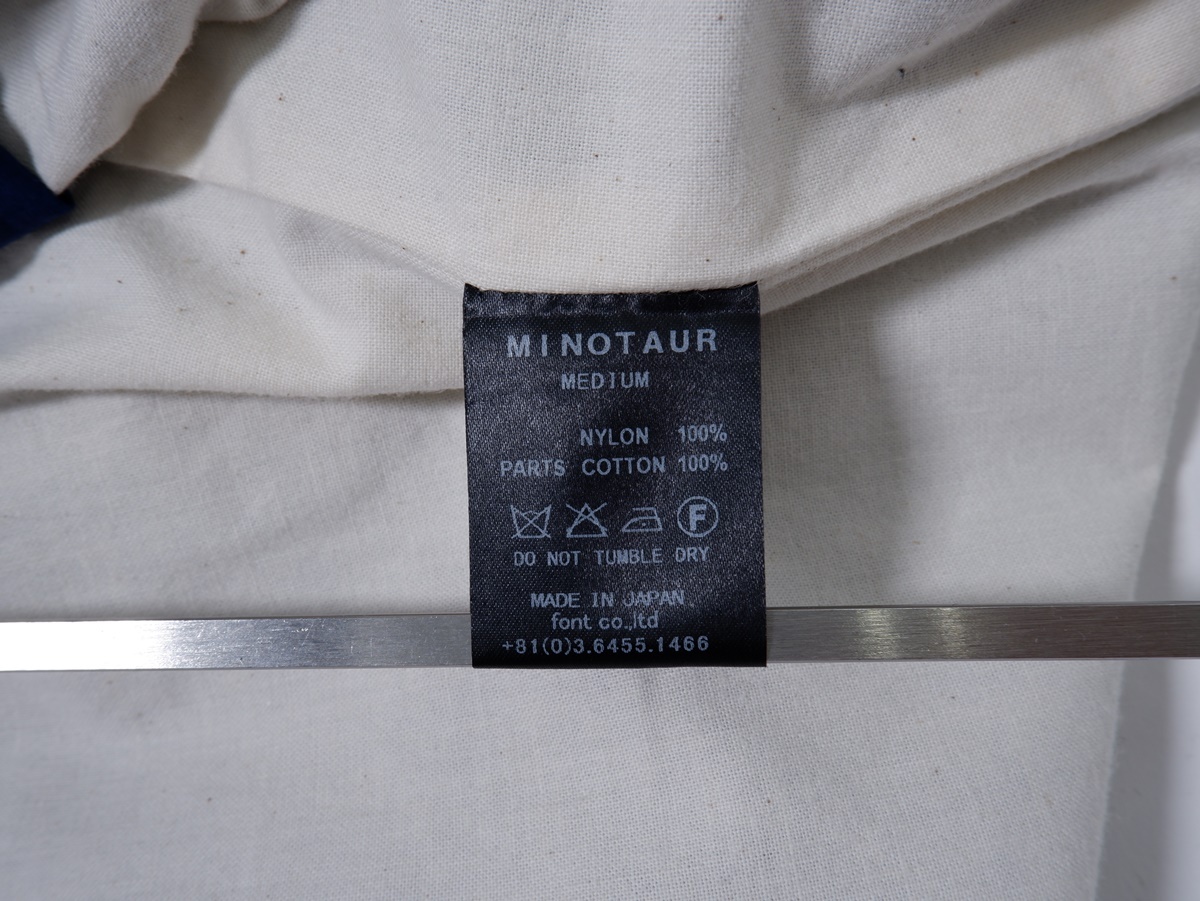 MINOTAUR
MEDIUM
NYLON 100%
PARTS COTTON 100%
F
DO NOT TUMBLE DRY
MADE IN JAPAN
font co.,ltd
+81(0)3.6455.1466